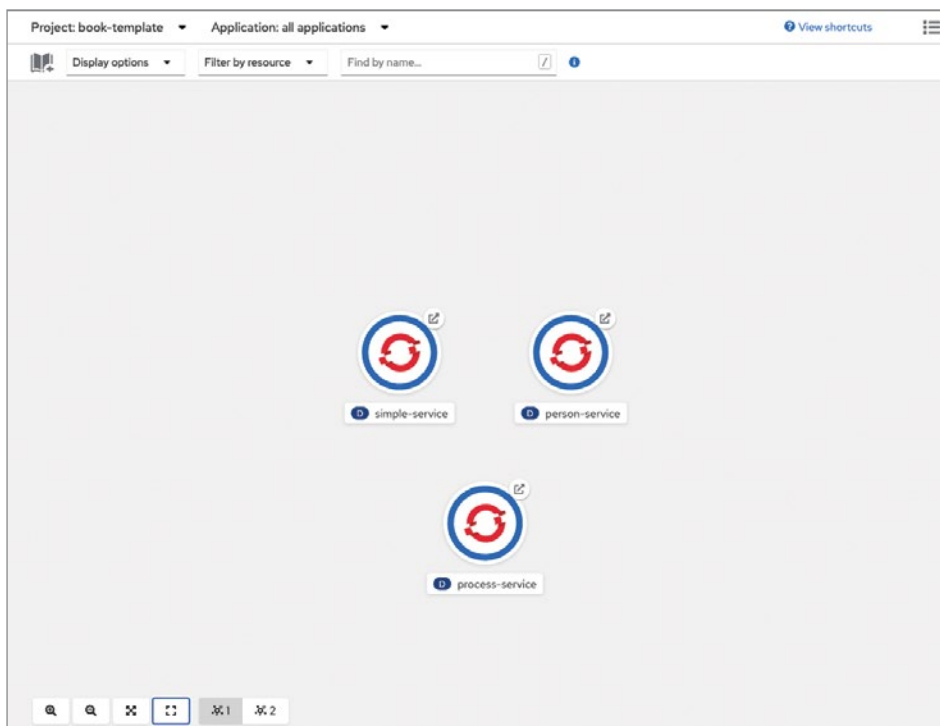 Project: book-template Application: all applications View shortcuts
Display options Filter by resource Find by name... /
D simple-service D person-service
D process-service
1 2